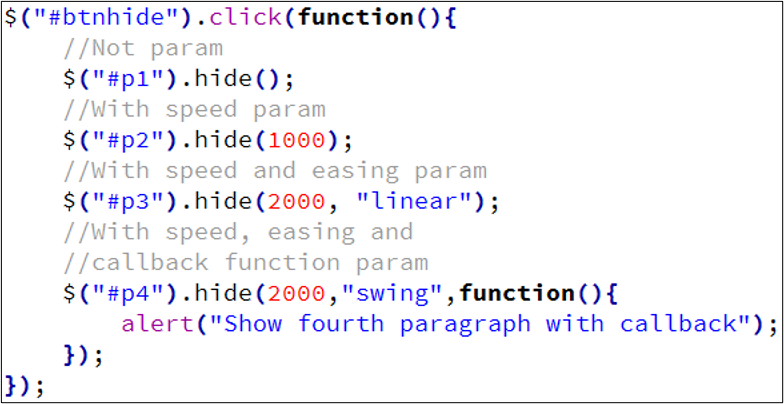 $("#btnhide").click(function(){
//Not param
$("#p1").hide();
//With speed param
$("#p2").hide(1000);
//With speed and easing param
$("#p3").hide(2000, "linear");
//With speed, easing and
//callback function param
$("#p4").hide(2000,"swing",function(){
alert("Show fourth paragraph with callback");
});
});